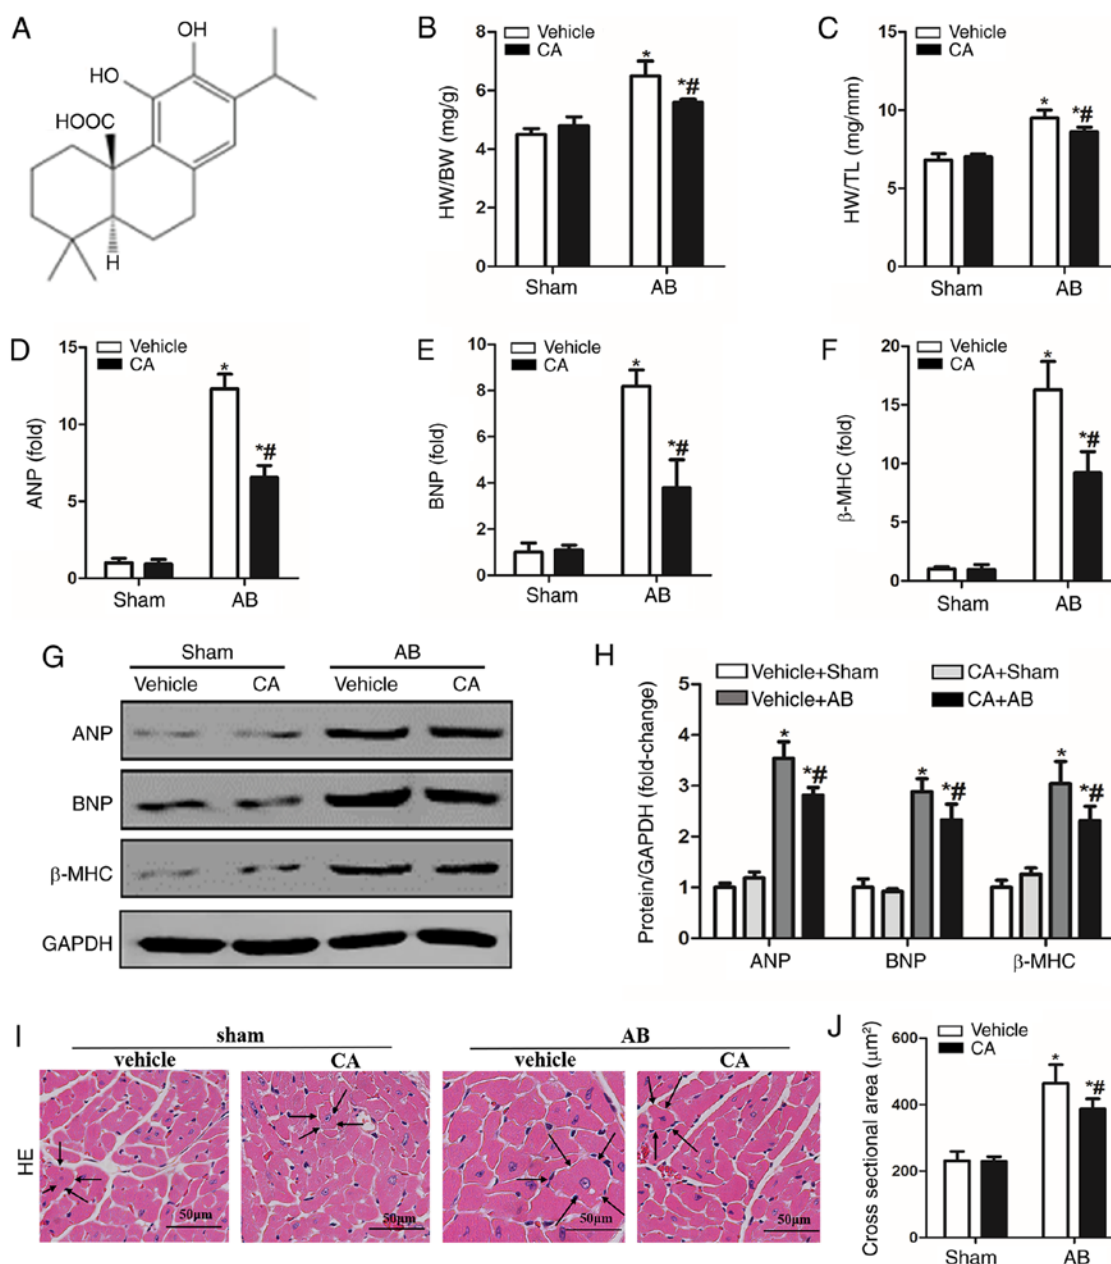 A
OH
HO
HOOC
H
B
Vehicle
CA
HW/BW (mg/g)
8
6
4
2
0
*
*#
Sham
AB
C
Vehicle
CA
HW/TL (mg/mm)
15
10
5
0
*
*#
Sham
AB
D
Vehicle
CA
ANP (fold)
15
10
5
0
*
*#
Sham
AB
E
Vehicle
CA
BNP (fold)
10
8
6
4
2
0
*
*#
Sham
AB
F
Vehicle
CA
β-MHC (fold)
20
15
10
5
0
*
*#
Sham
AB
G
Sham AB
Vehicle CA Vehicle CA
ANP
BNP
β-MHC
GAPDH
H
Vehicle+Sham CA+Sham
Vehicle+AB CA+AB
Protein/GAPDH (fold-change)
5
4
3
2
1
0
* *# * *# * *#
ANP BNP β-MHC
I
sham AB
vehicle CA vehicle CA
HE
50μm 50μm 50μm 50μm
J
Vehicle
CA
Cross sectional area (μm²)
600
400
200
0
*
*#
Sham
AB